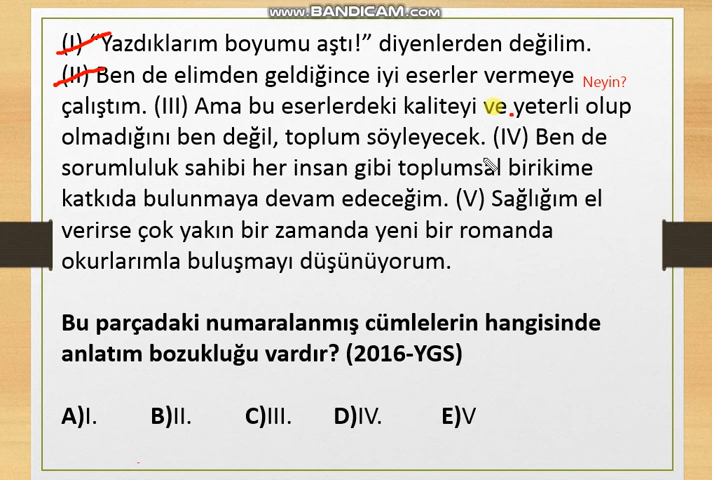 www.BANDICAM.com
(I) “Yazdıklarım boyumu aştı!” diyenlerden değilim.
(II) Ben de elimden geldiğince iyi eserler vermeye Neyin?
çalıştım. (III) Ama bu eserlerdeki kaliteyi ve yeterli olup
olmadığını ben değil, toplum söyleyecek. (IV) Ben de
sorumluluk sahibi her insan gibi toplumsal birikime
katkıda bulunmaya devam edeceğim. (V) Sağlığım el
verirse çok yakın bir zamanda yeni bir romanda
okurlarımla buluşmayı düşünüyorum.
Bu parçadaki numaralanmış cümlelerin hangisinde
anlatım bozukluğu vardır? (2016-YGS)
A)I. B)II. C)III. D)IV. E)V